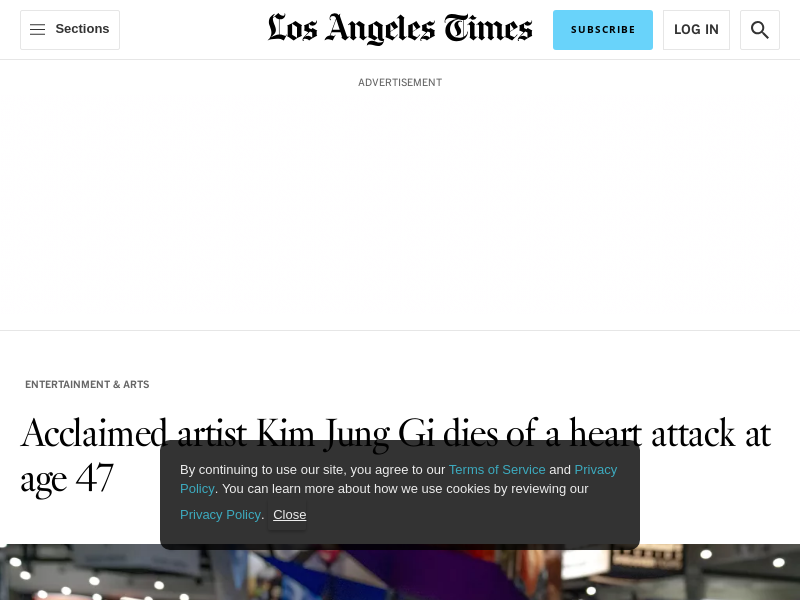 Sections
Los Angeles Times
SUBSCRIBE
LOG IN
ADVERTISEMENT
ENTERTAINMENT & ARTS
Acclaimed artist Kim Jung Gi dies of a heart attack at
age 47
By continuing to use our site, you agree to our Terms of Service and Privacy
Policy. You can learn more about how we use cookies by reviewing our
Privacy Policy. Close